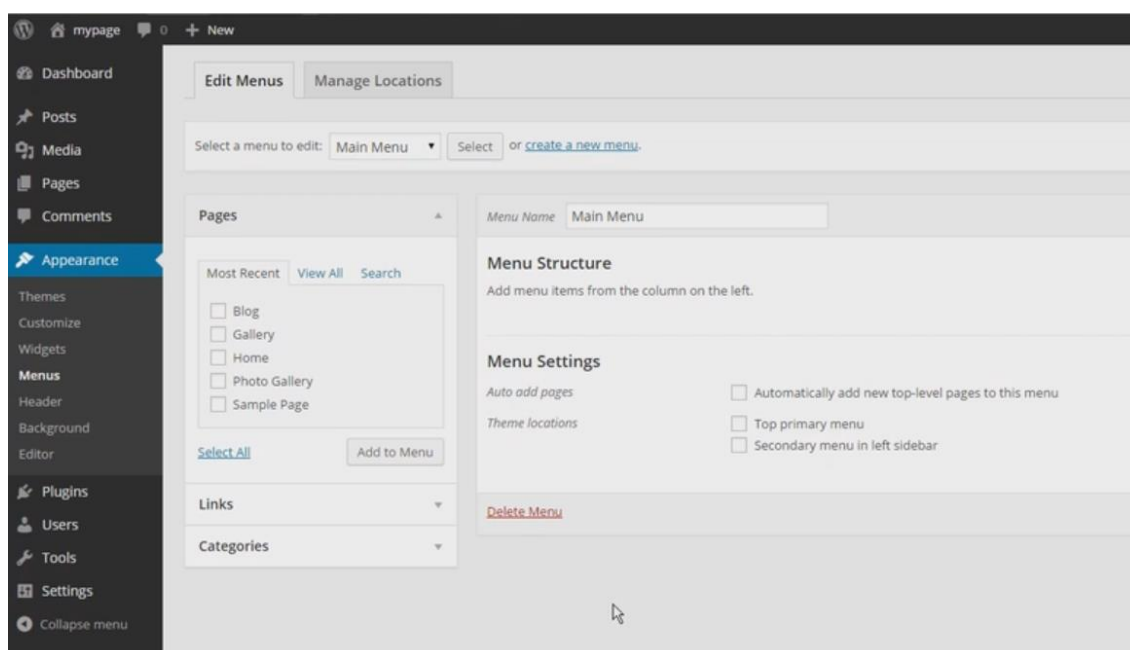 mypage 0 + New
Dashboard
Posts
Media
Pages
Comments
Appearance
Themes
Customize
Widgets
Menus
Header
Background
Editor
Plugins
Users
Tools
Settings
Collapse menu
Edit Menus Manage Locations
Select a menu to edit: Main Menu Select or create a new menu.
Pages
Most Recent View All Search
Blog
Gallery
Home
Photo Gallery
Sample Page
Select All Add to Menu
Links
Categories
Menu Name Main Menu
Menu Structure
Add menu items from the column on the left.
Menu Settings
Auto add pages Automatically add new top-level pages to this menu
Theme locations Top primary menu
Secondary menu in left sidebar
Delete Menu